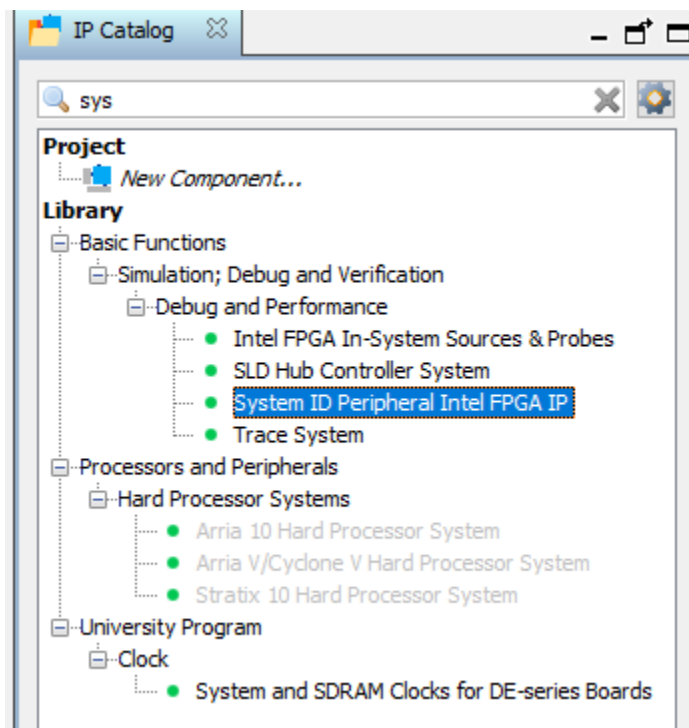 IP Catalog
sys
Project
New Component...
Library
Basic Functions
Simulation; Debug and Verification
Debug and Performance
Intel FPGA In-System Sources & Probes
SLD Hub Controller System
System ID Peripheral Intel FPGA IP
Trace System
Processors and Peripherals
Hard Processor Systems
Arria 10 Hard Processor System
Arria V/Cyclone V Hard Processor System
Stratix 10 Hard Processor System
University Program
Clock
System and SDRAM Clocks for DE-series Boards